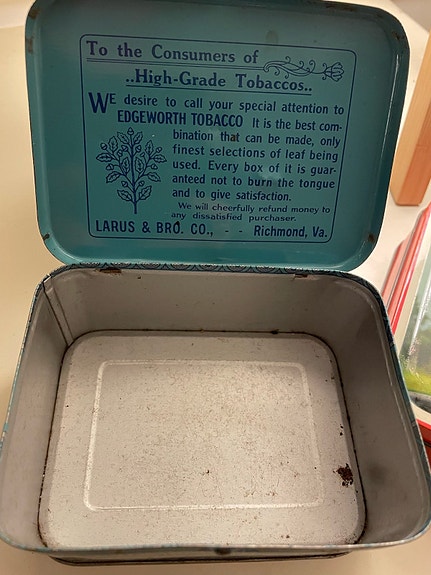 To the Consumers of
..High-Grade Tobaccos..
WE desire to call your special attention to
EDGEWORTH TOBACCO It is the best com-
bination that can be made, only
finest selections of leaf being
used. Every box of it is guar-
anteed not to burn the tongue
and to give satisfaction.
We will cheerfully refund money to
any dissatisfied purchaser.
LARUS & BRO. CO., - - Richmond, Va.